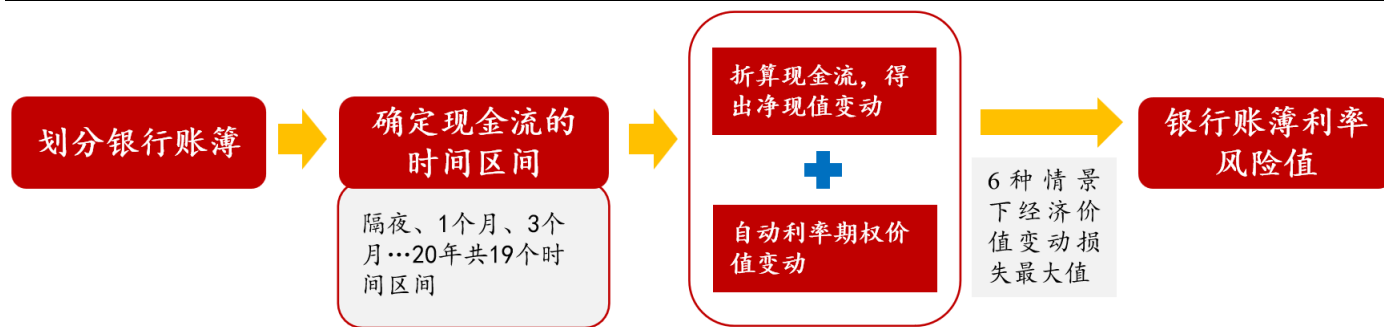 划分银行账簿
确定现金流的
时间区间
隔夜、1个月、3个
月…20年共19个时
间区间
折算现金流，得
出净现值变动
自动利率期权价
值变动
6种情景
下经济价
值变动损
失最大值
银行账簿利率
风险值